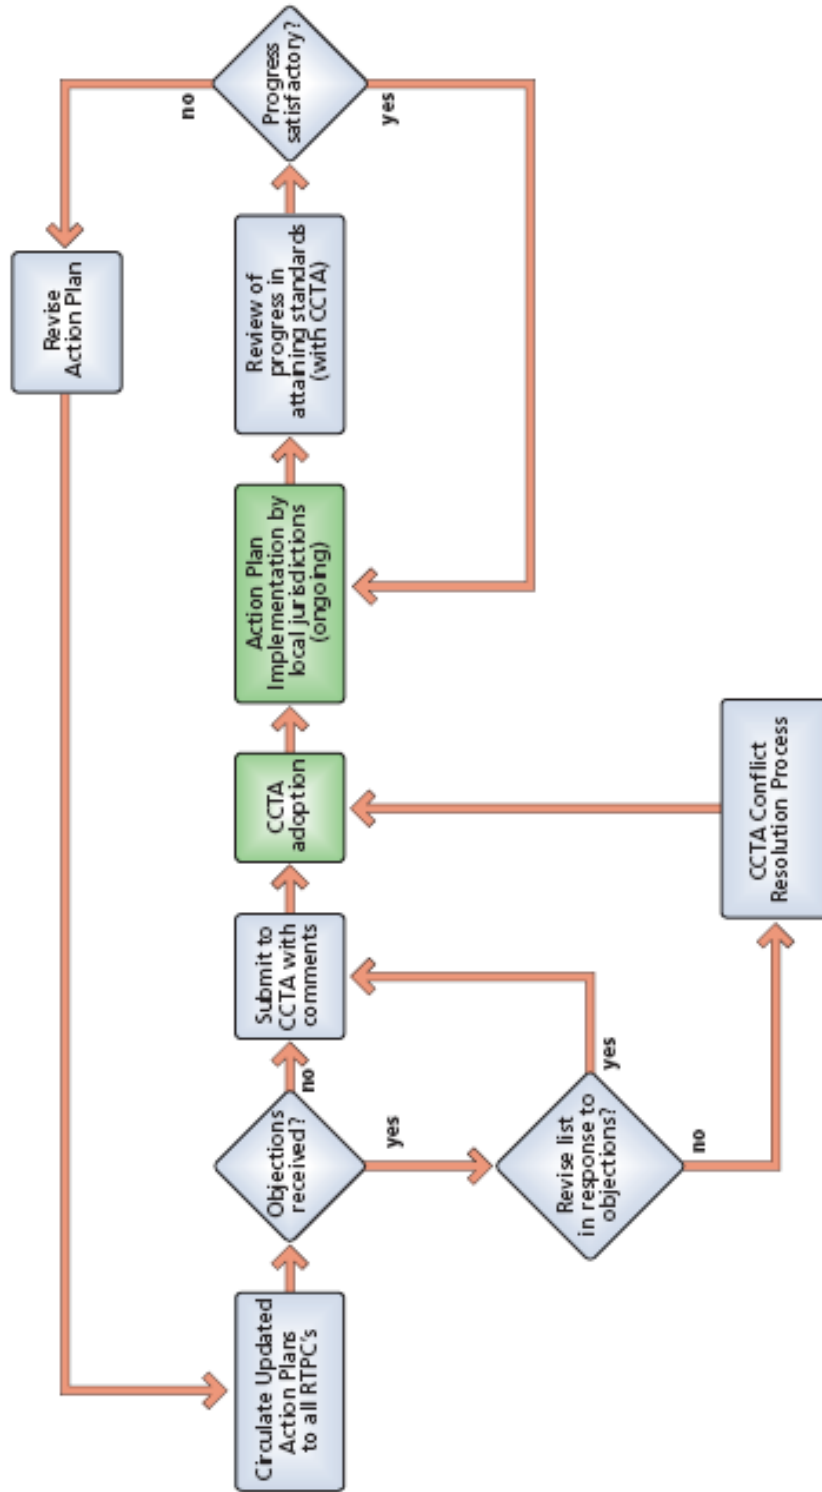 Revise
Action Plan
Circulate Updated
Action Plans
to all RTPC's
Objections
received?
no
yes
Submit to
CCTA with
comments
CCTA
adoption
Action Plan
Implementation by
local jurisdictions
(ongoing)
Review of
progress in
attaining standards
(with CCTA)
Progress
satisfactory?
no
yes
Revise list
in response to
objections?
yes
no
CCTA Conflict
Resolution Process